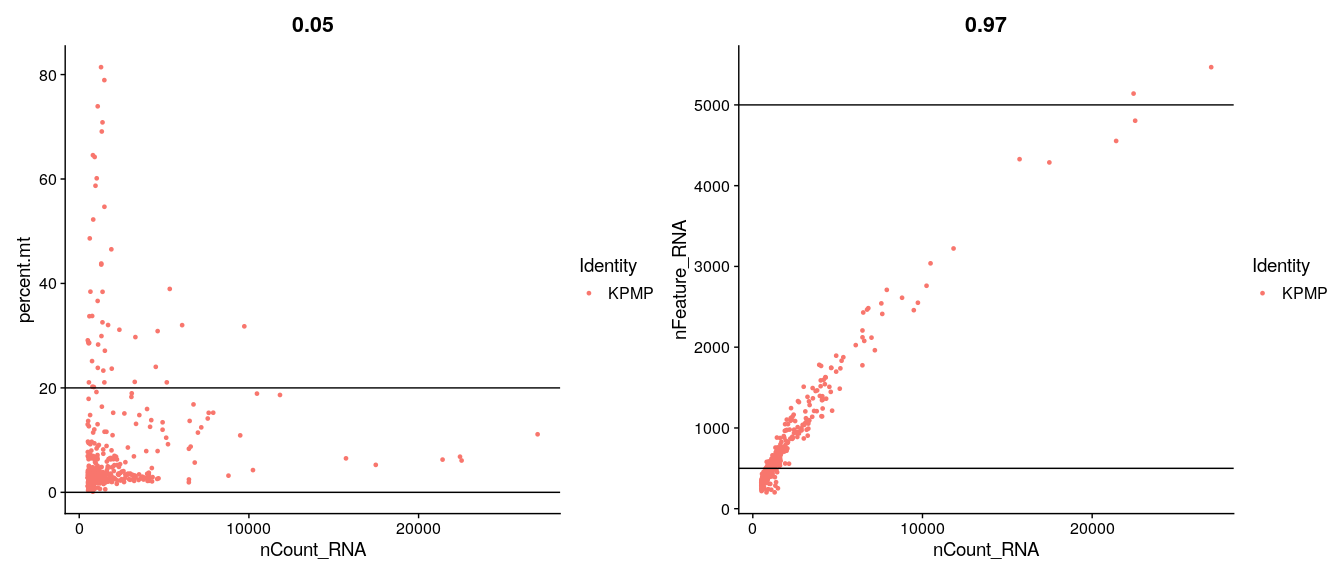 0.05
percent.mt
80
60
40
20
0
0 10000 20000
nCount_RNA
Identity
KPMP
0.97
nFeature_RNA
5000
4000
3000
2000
1000
0
0 10000 20000
nCount_RNA
Identity
KPMP